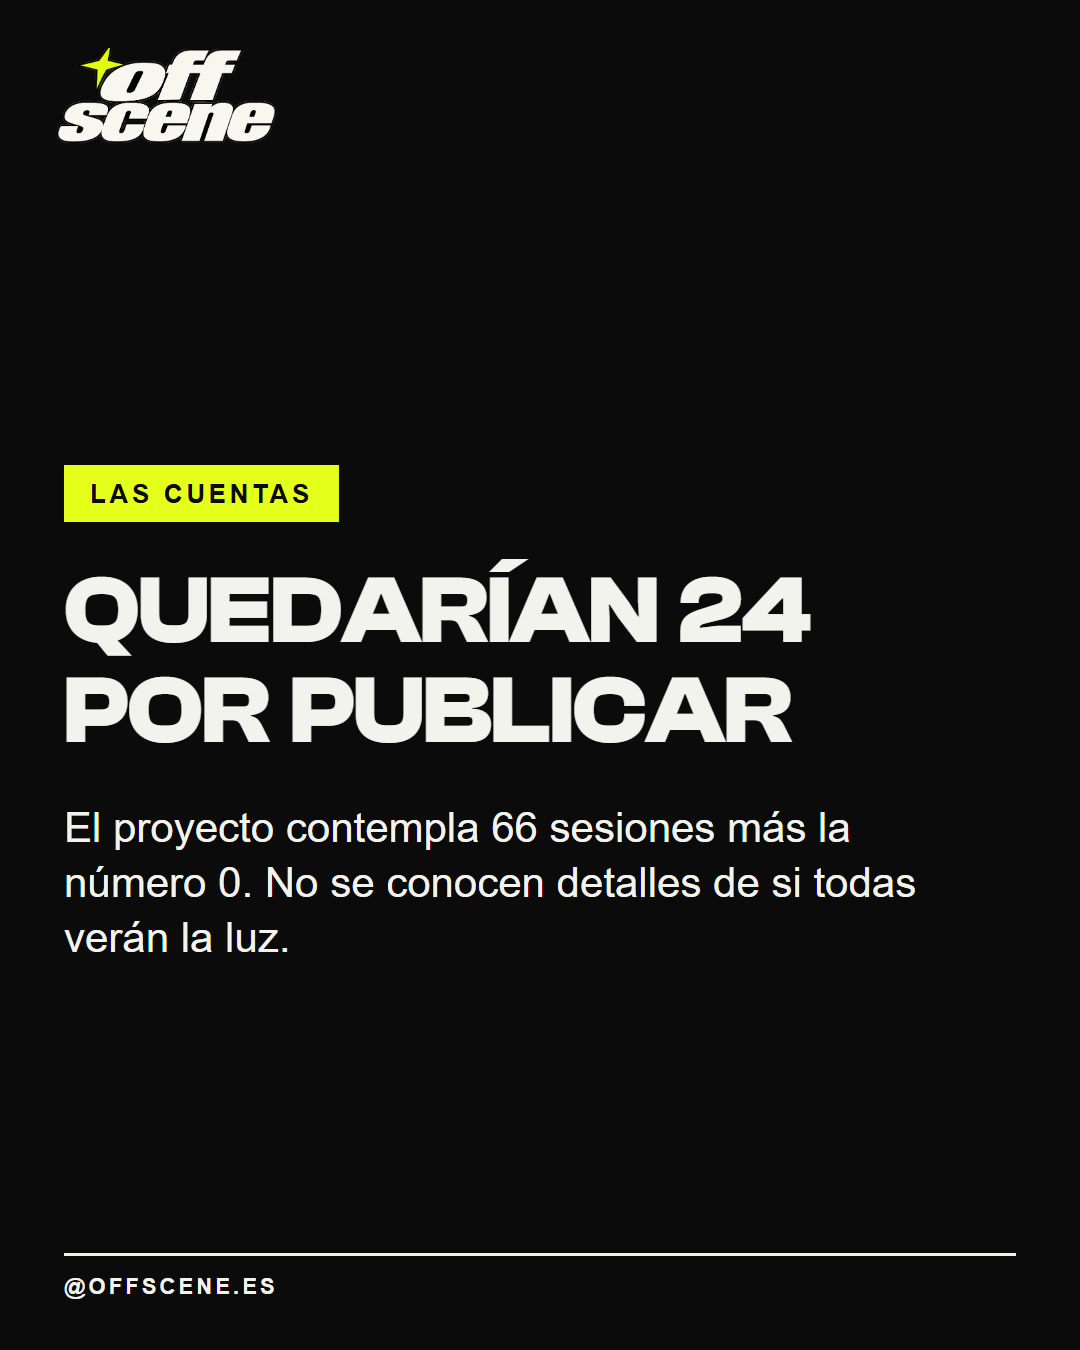 off
scene
LAS CUENTAS
QUEDARÍAN 24
POR PUBLICAR
El proyecto contempla 66 sesiones más la
número 0. No se conocen detalles de si todas
verán la luz.
@OFFSCENE.ES